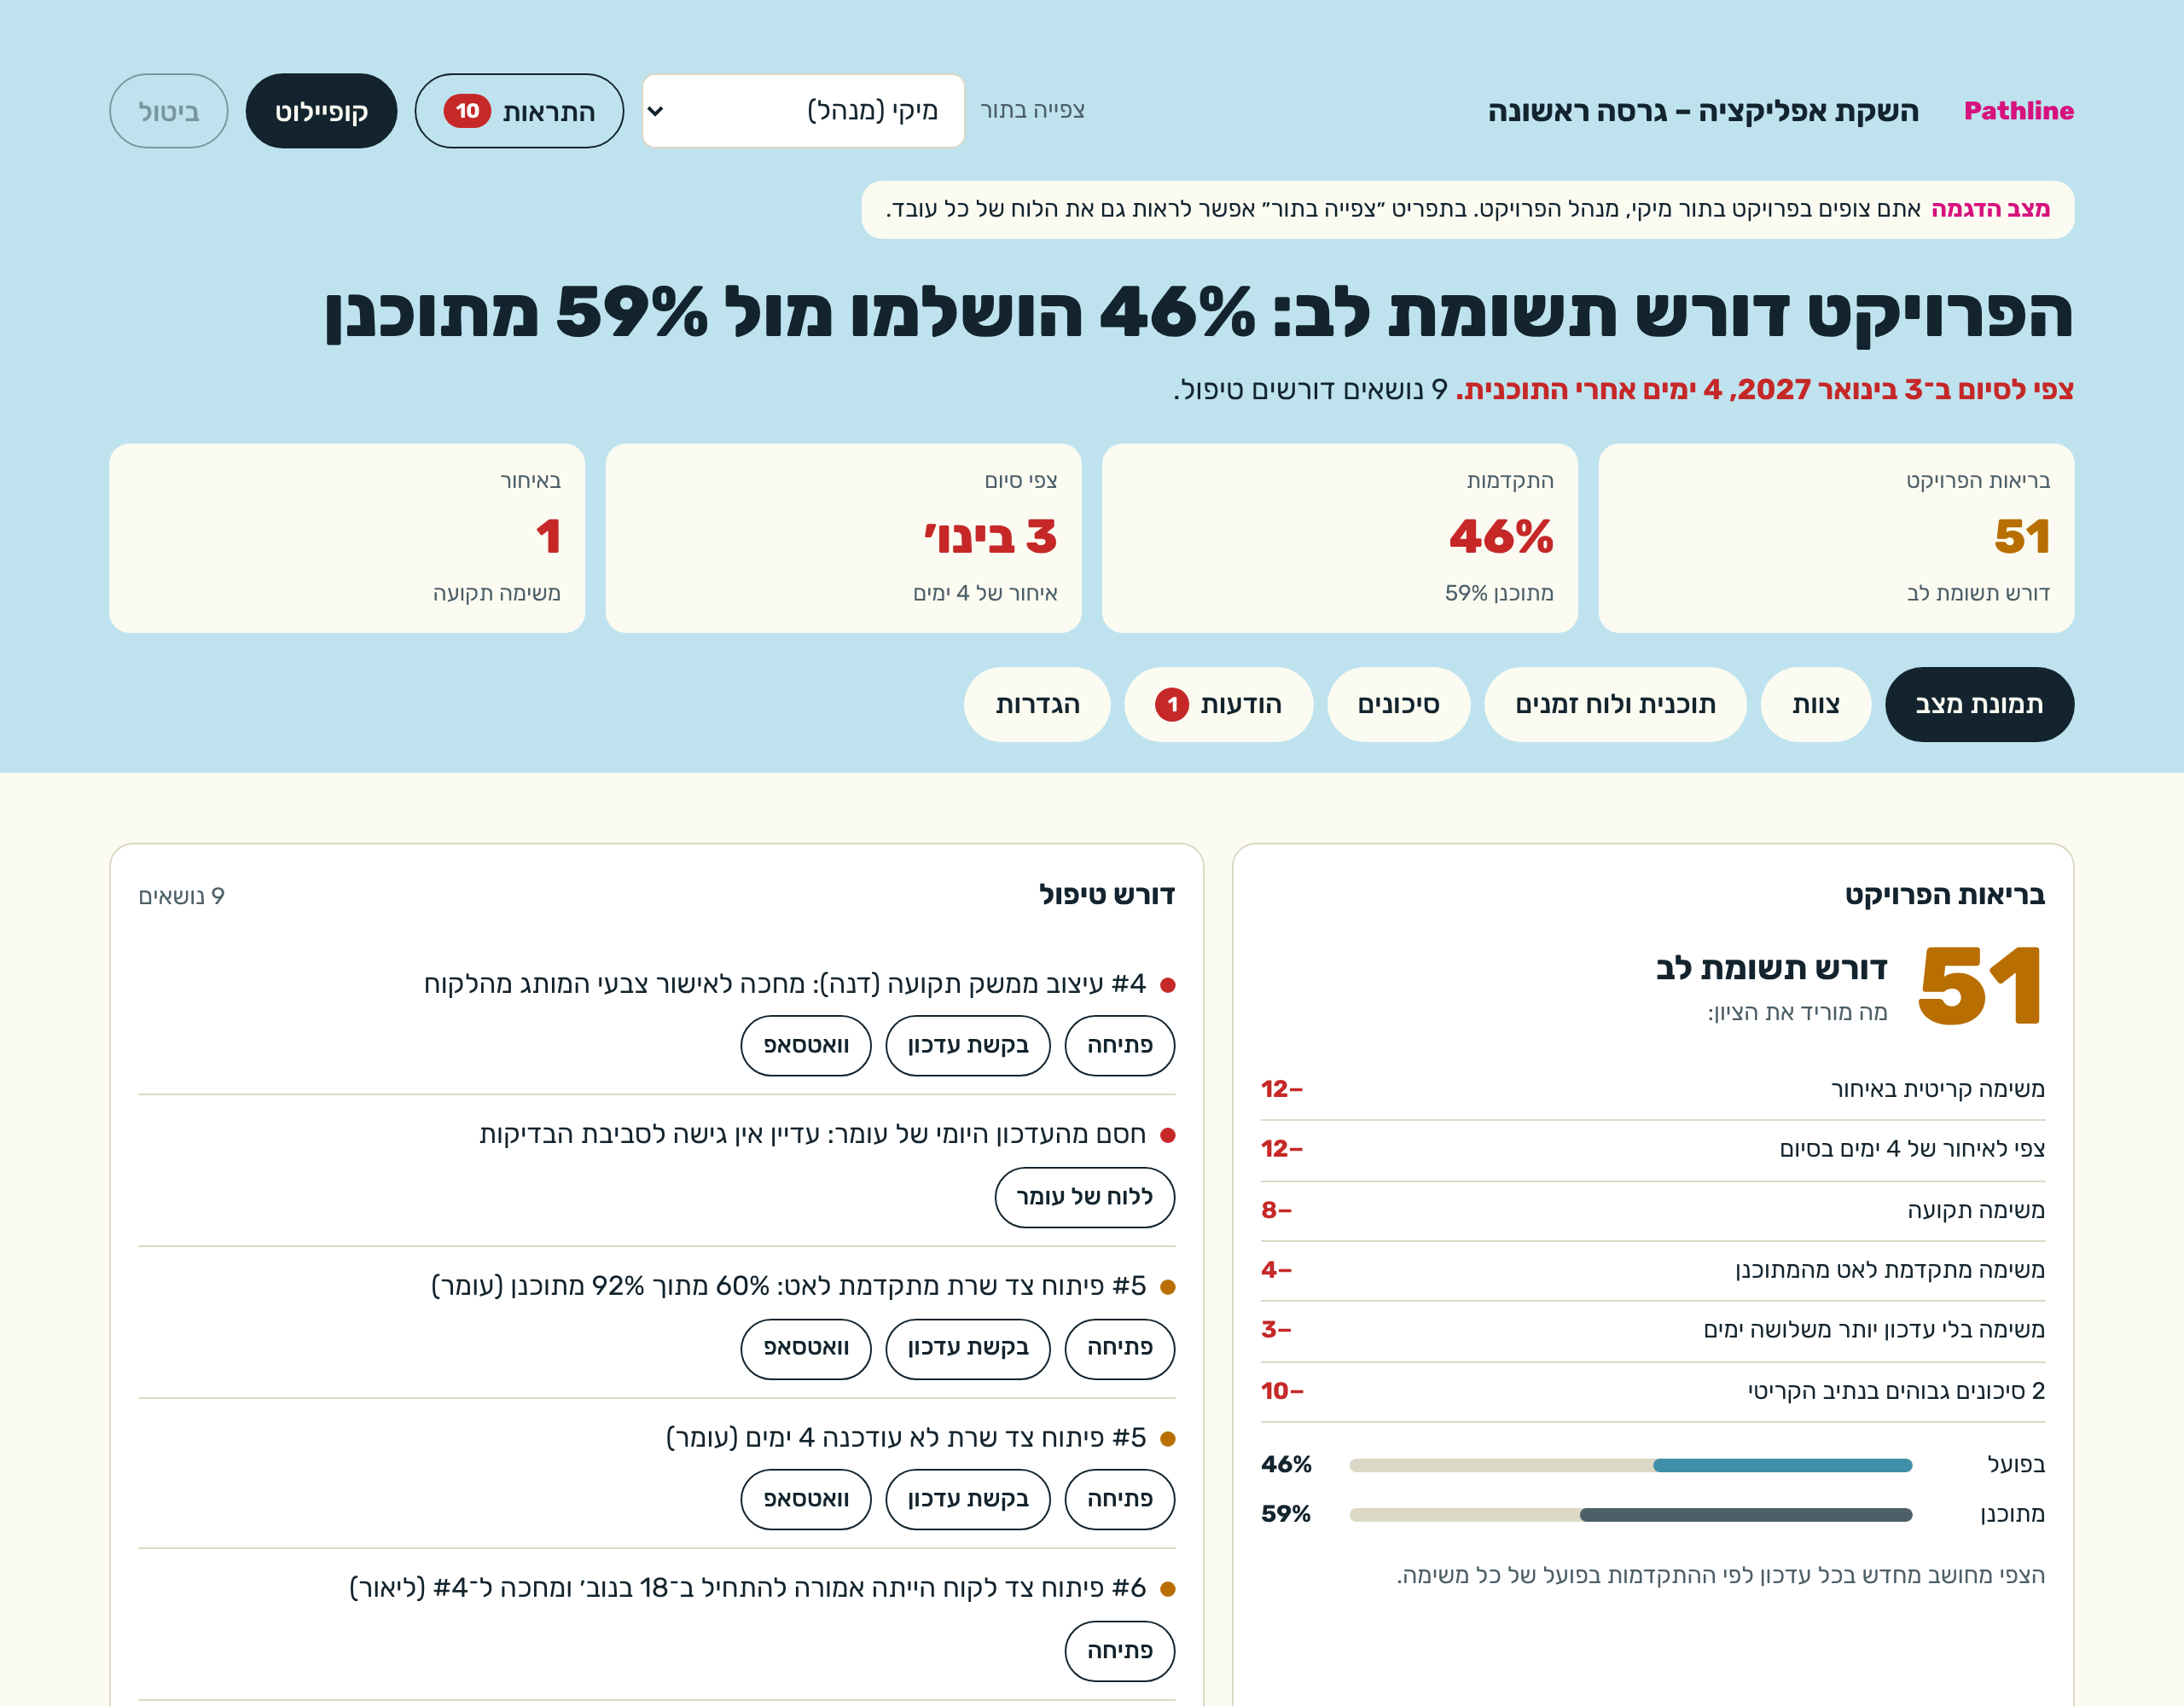 Pathline
השקת אפליקציה – גרסה ראשונה
צפייה בתור
מיקי (מנהל)
התראות 10
קופיילוט
ביטול
מצב הדגמה אתם צופים בפרויקט בתור מיקי, מנהל הפרויקט. בתפריט ״צפייה בתור״ אפשר לראות גם את הלוח של כל עובד.
הפרויקט דורש תשומת לב: 46% הושלמו מול 59% מתוכנן
צפי לסיום ב־3 בינואר 2027, 4 ימים אחרי התוכנית. 9 נושאים דורשים טיפול.
בריאות הפרויקט
51
דורש תשומת לב
התקדמות
46%
מתוכנן 59%
צפי סיום
3 בינו׳
איחור של 4 ימים
באיחור
1
משימה תקועה
תמונת מצב
צוות
תוכנית ולוח זמנים
סיכונים
הודעות 1
הגדרות
בריאות הפרויקט
51
דורש תשומת לב
מה מוריד את הציון:
משימה קריטית באיחור −12
צפי לאיחור של 4 ימים בסיום −12
משימה תקועה −8
משימה מתקדמת לאט מהמתוכנן −4
משימה בלי עדכון יותר משלושה ימים −3
2 סיכונים גבוהים בנתיב הקריטי −10
בפועל 46%
מתוכנן 59%
הצפי מחושב מחדש בכל עדכון לפי ההתקדמות בפועל של כל משימה.
דורש טיפול
9 נושאים
#4 עיצוב ממשק תקועה (דנה): מחכה לאישור צבעי המותג מהלקוח
פתיחה
בקשת עדכון
וואטסאפ
חסם מהעדכון היומי של עומר: עדיין אין גישה לסביבת הבדיקות
ללוח של עומר
#5 פיתוח צד שרת מתקדמת לאט: 60% מתוך 92% מתוכנן (עומר)
פתיחה
בקשת עדכון
וואטסאפ
#5 פיתוח צד שרת לא עודכנה 4 ימים (עומר)
פתיחה
בקשת עדכון
וואטסאפ
#6 פיתוח צד לקוח הייתה אמורה להתחיל ב־18 בנוב׳ ומחכה ל־#4 (ליאור)
פתיחה